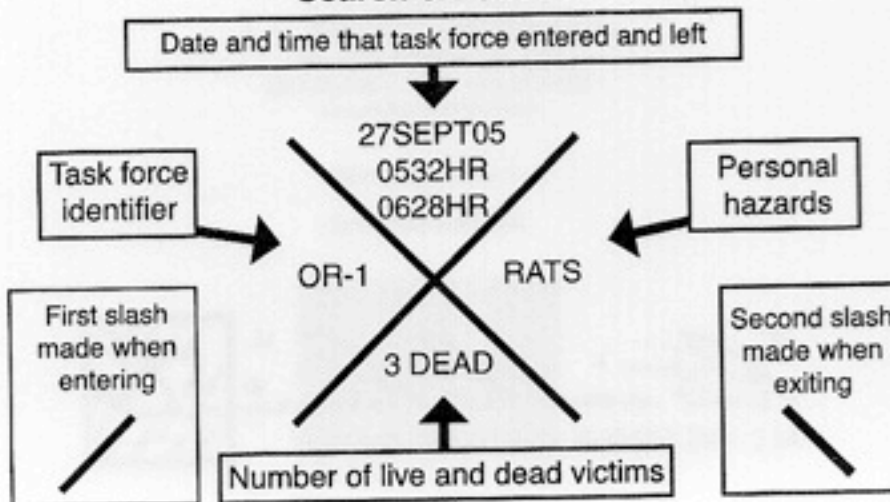 Date and time that task force entered and left
27SEPT05
0532HR
0628HR
Task force
identifier
Personal
hazards
OR-1
RATS
First slash
made when
entering
3 DEAD
Second slash
made when
exiting
Number of live and dead victims